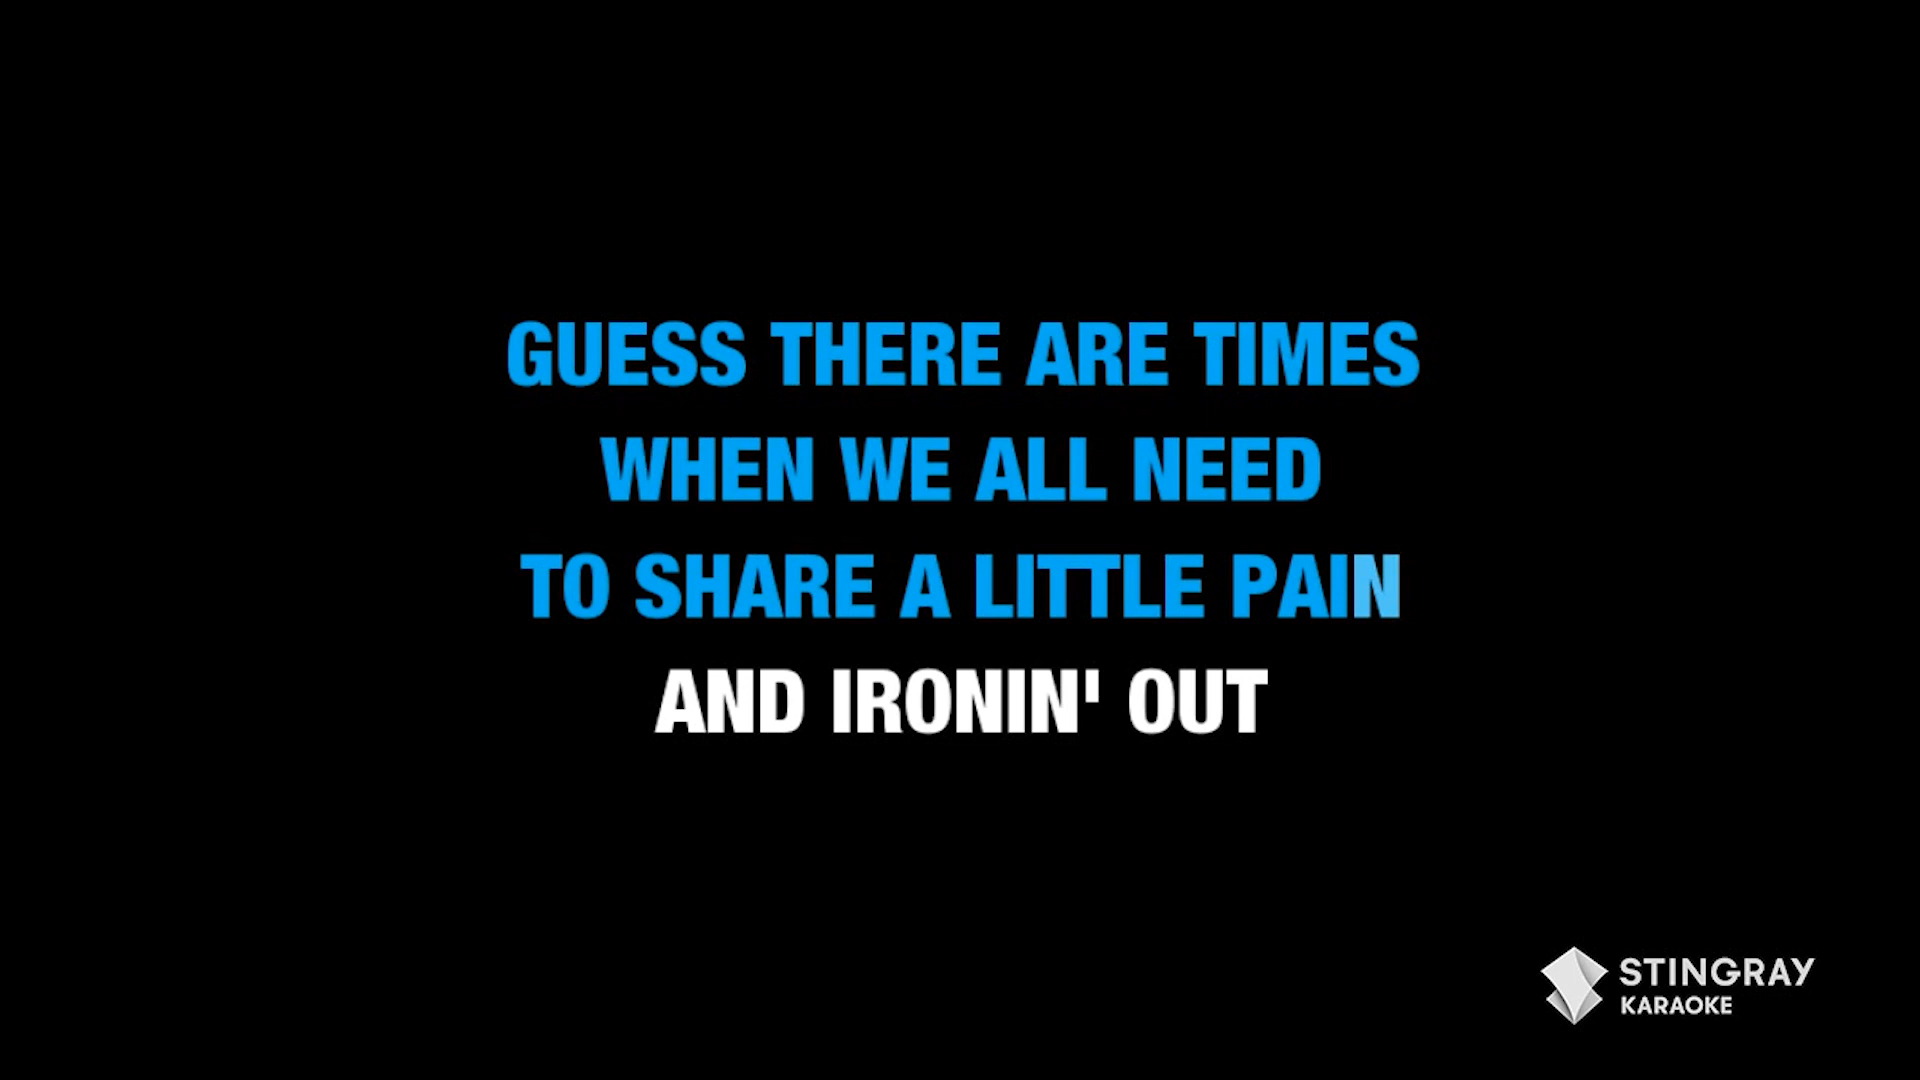 GUESS THERE ARE TIMES
WHEN WE ALL NEED
TO SHARE A LITTLE PAIN
AND IRONIN' OUT
STINGRAY
KARAOKE